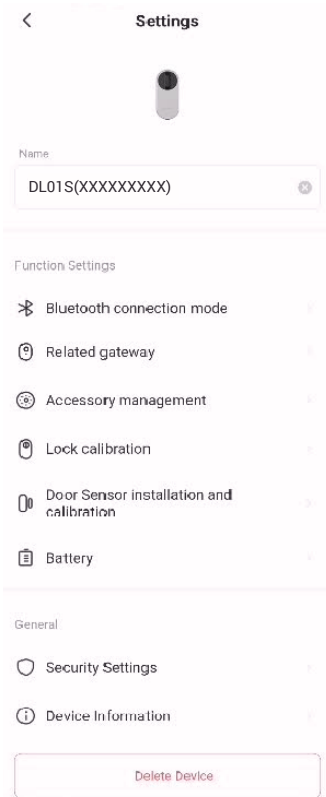 Settings
Name
DL01S(XXXXXXXXX)
Function Settings
Bluetooth connection mode
Related gateway
Accessory management
Lock calibration
Door Sensor installation and
calibration
Battery
General
Security Settings
Device Information
Delete Device